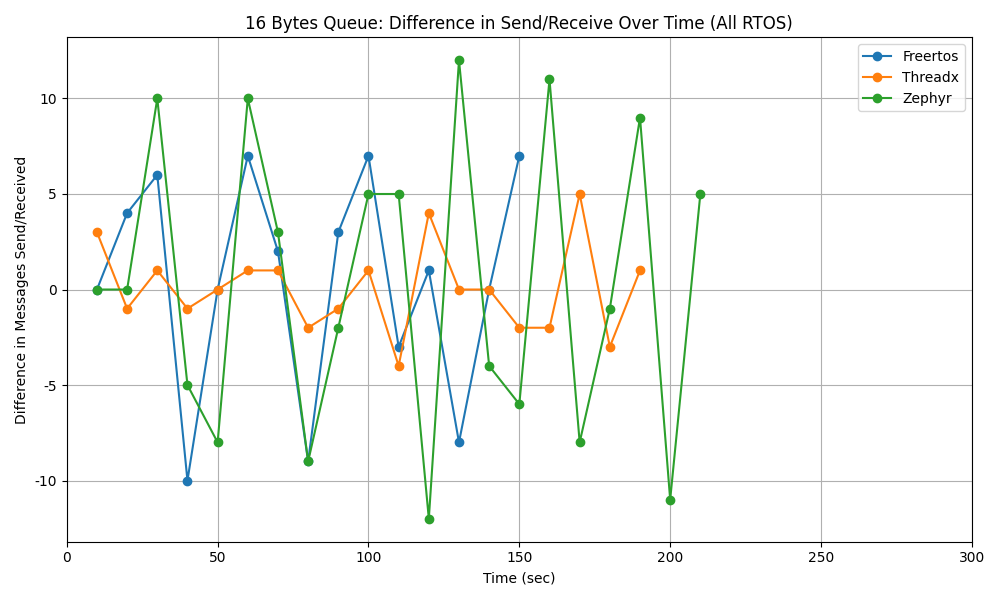 16 Bytes Queue: Difference in Send/Receive Over Time (All RTOS)
Freertos
Threadx
Zephyr
Difference in Messages Send/Received
10
5
0
-5
-10
0 50 100 150 200 250 300
Time (sec)